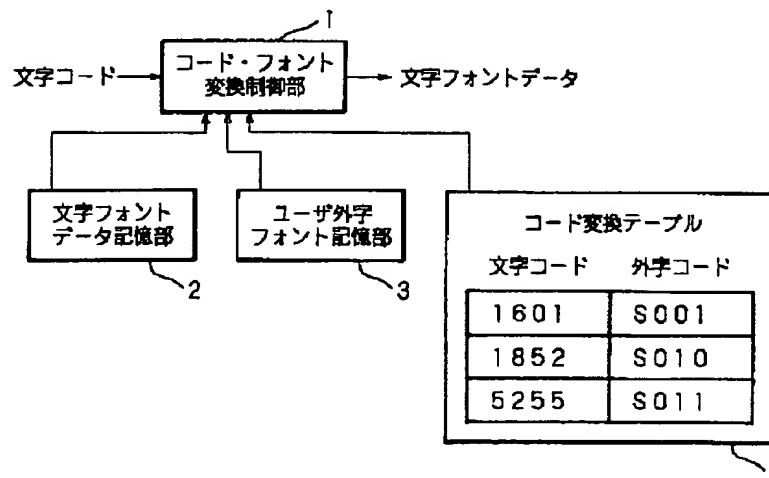 1
文字コード
コード・フォント
変換制御部
文字フォントデータ
文字フォント
データ記憶部
2
ユーザ外字
フォント記憶部
3
コード変換テーブル
文字コード 外字コード
1601 S001
1852 S010
5255 S011